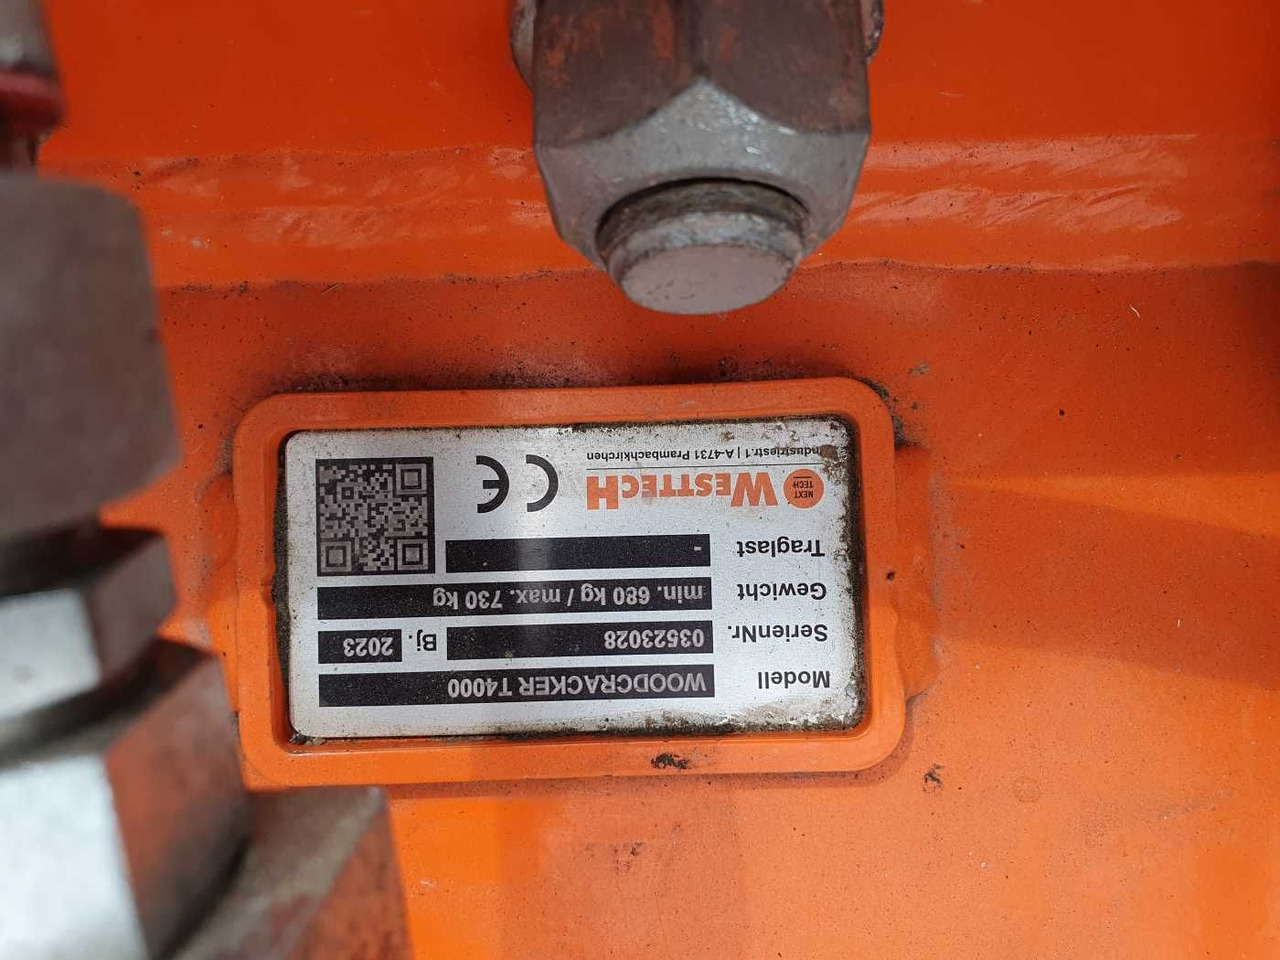 Modell WOODCRACKER T4000
SerienNr. 03523028 Bj. 2023
Gewicht min. 680 kg / max. 730 kg
Traglast -
NEXT TECH WESTTECH CE
Industriestr.1 | A-4731 Prambachkirchen